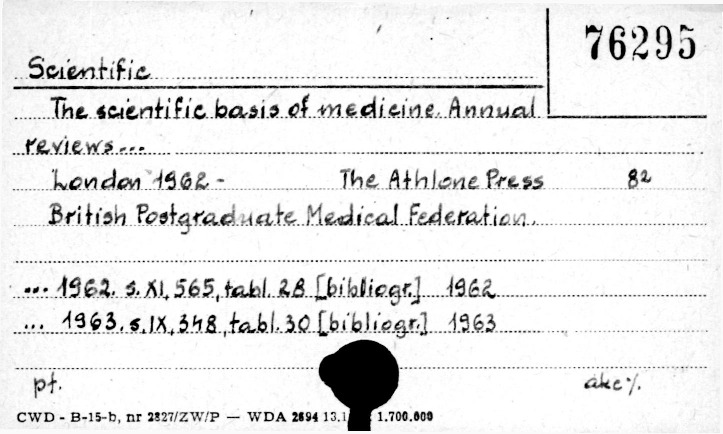 76295
Scientific
The scientific basis of medicine. Annual
reviews...
London 1962 - The Athlone Press 82
British Postgraduate Medical Federation.
... 1962. s. XI, 565, tabl. 28 [bibliogr.] 1962
... 1963. s. IX, 348, tabl. 30 [bibliogr.] 1963
pt. akc %.
CWD - B-15-b, nr 2827/ZW/P — WDA 2694 13.1 1.700.000